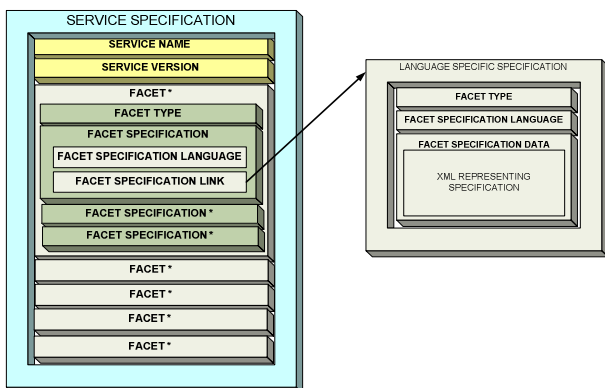 SERVICE SPECIFICATION
SERVICE NAME
SERVICE VERSION
FACET*
FACET TYPE
FACET SPECIFICATION
FACET SPECIFICATION LANGUAGE
FACET SPECIFICATION LINK
FACET SPECIFICATION*
FACET SPECIFICATION*
FACET*
FACET*
FACET*
FACET*
LANGUAGE SPECIFIC SPECIFICATION
FACET TYPE
FACET SPECIFICATION LANGUAGE
FACET SPECIFICATION DATA
XML REPRESENTING
SPECIFICATION